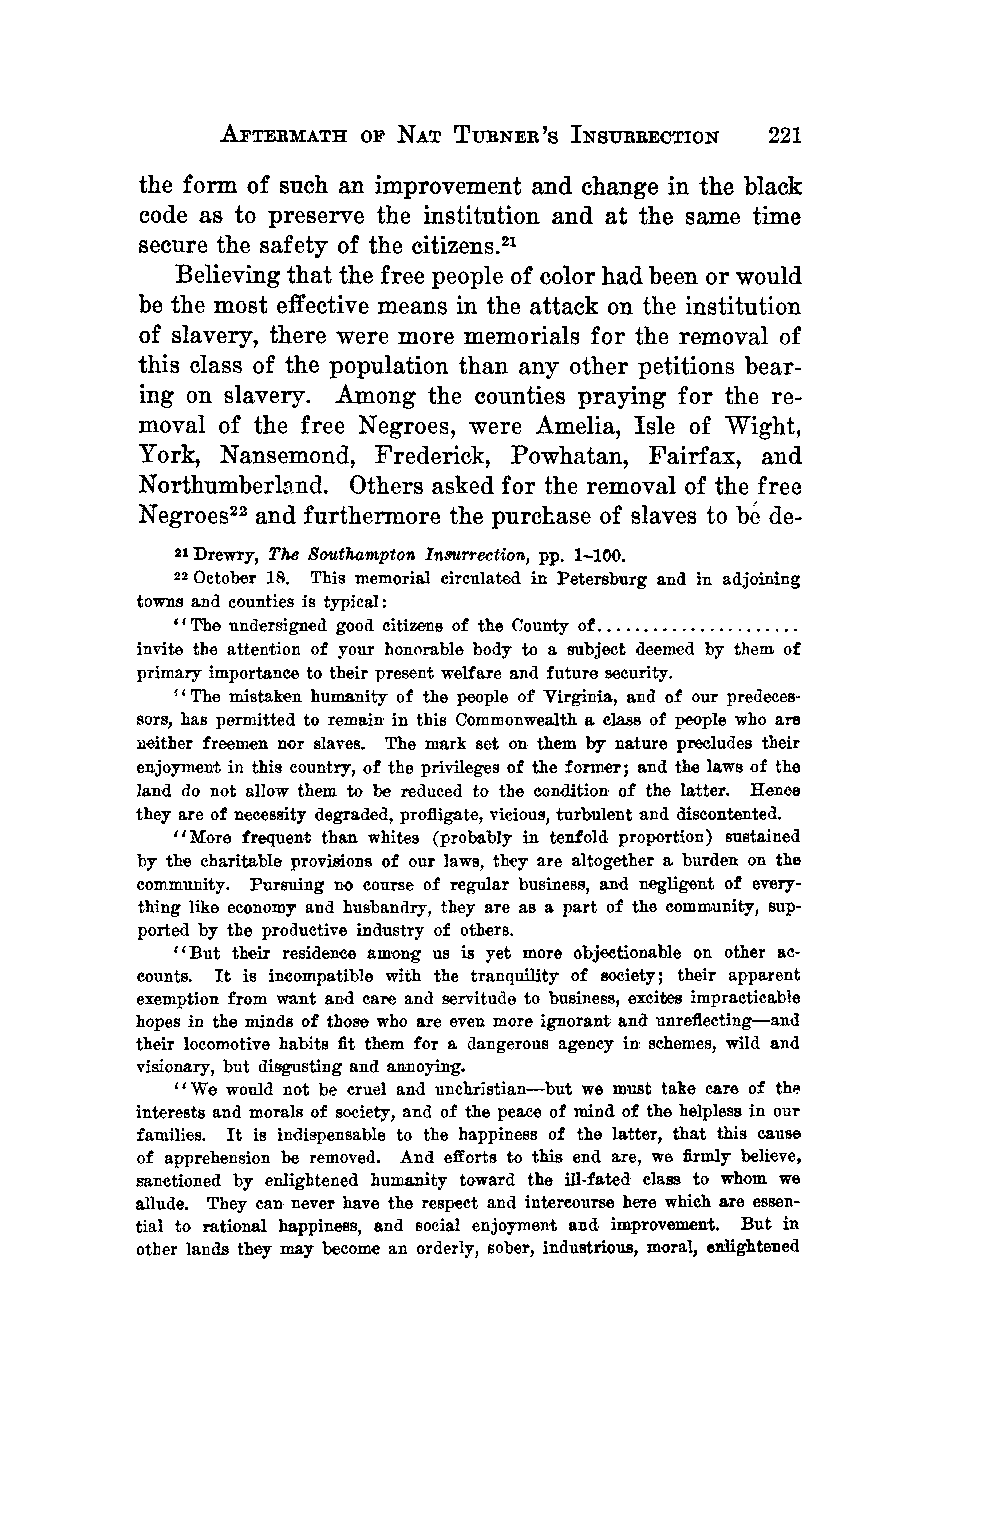 AFTERMATH OF NAT TURNER'S INSURRECTION 221
the form of such an improvement and change in the black
code as to preserve the institution and at the same time
secure the safety of the citizens.²¹
Believing that the free people of color had been or would
be the most effective means in the attack on the institution
of slavery, there were more memorials for the removal of
this class of the population than any other petitions bear-
ing on slavery. Among the counties praying for the re-
moval of the free Negroes, were Amelia, Isle of Wight,
York, Nansemond, Frederick, Powhatan, Fairfax, and
Northumberland. Others asked for the removal of the free
Negroes²² and furthermore the purchase of slaves to be de-
²¹ Drewry, The Southampton Insurrection, pp. 1–100.
²² October 18. This memorial circulated in Petersburg and in adjoining
towns and counties is typical:
"The undersigned good citizens of the County of......................
invite the attention of your honorable body to a subject deemed by them of
primary importance to their present welfare and future security.
"The mistaken humanity of the people of Virginia, and of our predeces-
sors, has permitted to remain in this Commonwealth a class of people who are
neither freemen nor slaves. The mark set on them by nature precludes their
enjoyment in this country, of the privileges of the former; and the laws of the
land do not allow them to be reduced to the condition of the latter. Hence
they are of necessity degraded, profligate, vicious, turbulent and discontented.
"More frequent than whites (probably in tenfold proportion) sustained
by the charitable provisions of our laws, they are altogether a burden on the
community. Pursuing no course of regular business, and negligent of every-
thing like economy and husbandry, they are as a part of the community, sup-
ported by the productive industry of others.
"But their residence among us is yet more objectionable on other ac-
counts. It is incompatible with the tranquility of society; their apparent
exemption from want and care and servitude to business, excites impracticable
hopes in the minds of those who are even more ignorant and unreflecting—and
their locomotive habits fit them for a dangerous agency in schemes, wild and
visionary, but disgusting and annoying.
"We would not be cruel and unchristian—but we must take care of the
interests and morals of society, and of the peace of mind of the helpless in our
families. It is indispensable to the happiness of the latter, that this cause
of apprehension be removed. And efforts to this end are, we firmly believe,
sanctioned by enlightened humanity toward the ill-fated class to whom we
allude. They can never have the respect and intercourse here which are essen-
tial to rational happiness, and social enjoyment and improvement. But in
other lands they may become an orderly, sober, industrious, moral, enlightened